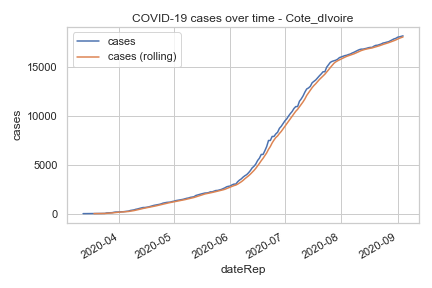 COVID-19 cases over time - Cote_dIvoire
cases
cases (rolling)
cases
15000
10000
5000
0
2020-04
2020-05
2020-06
2020-07
2020-08
2020-09
dateRep